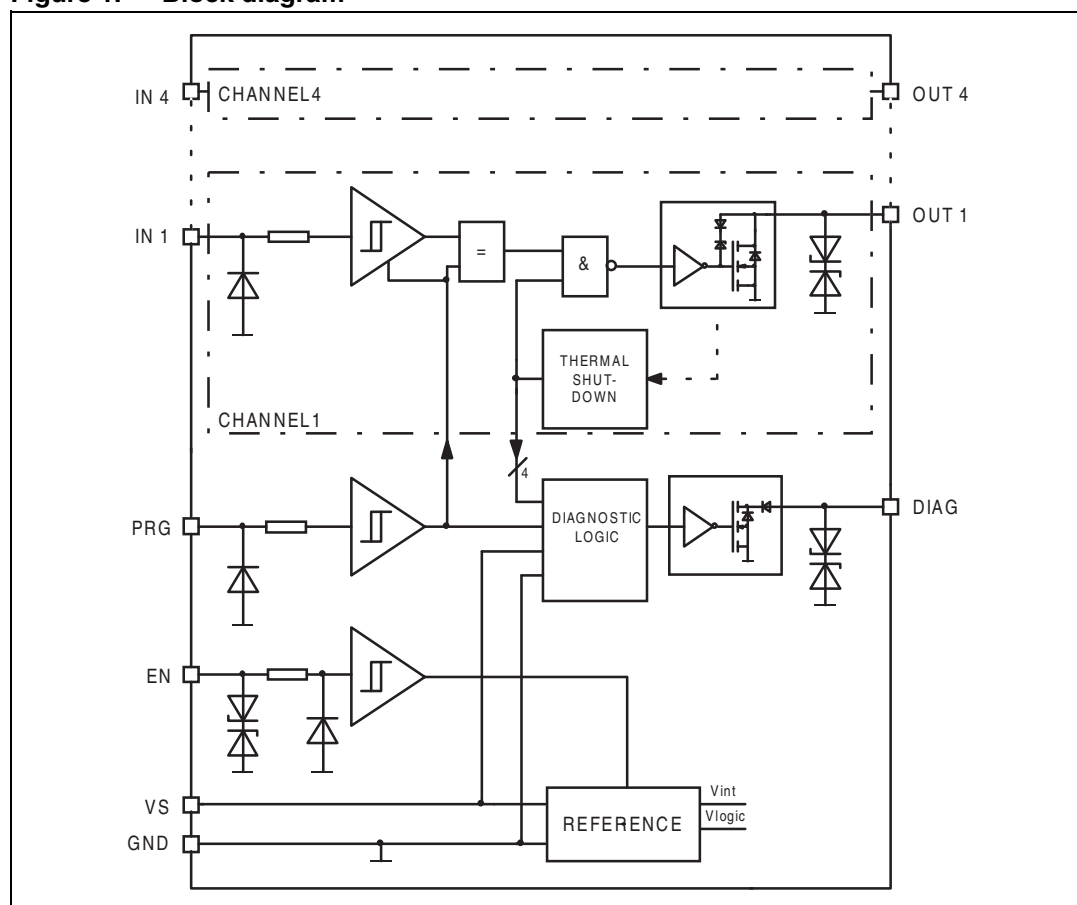 Figure 1. Block diagram
IN 4
CHANNEL4
OUT 4
IN 1
=
&
OUT 1
THERMAL
SHUT-
DOWN
CHANNEL1
4
PRG
DIAGNOSTIC
LOGIC
DIAG
EN
VS
REFERENCE
Vint
Vlogic
GND